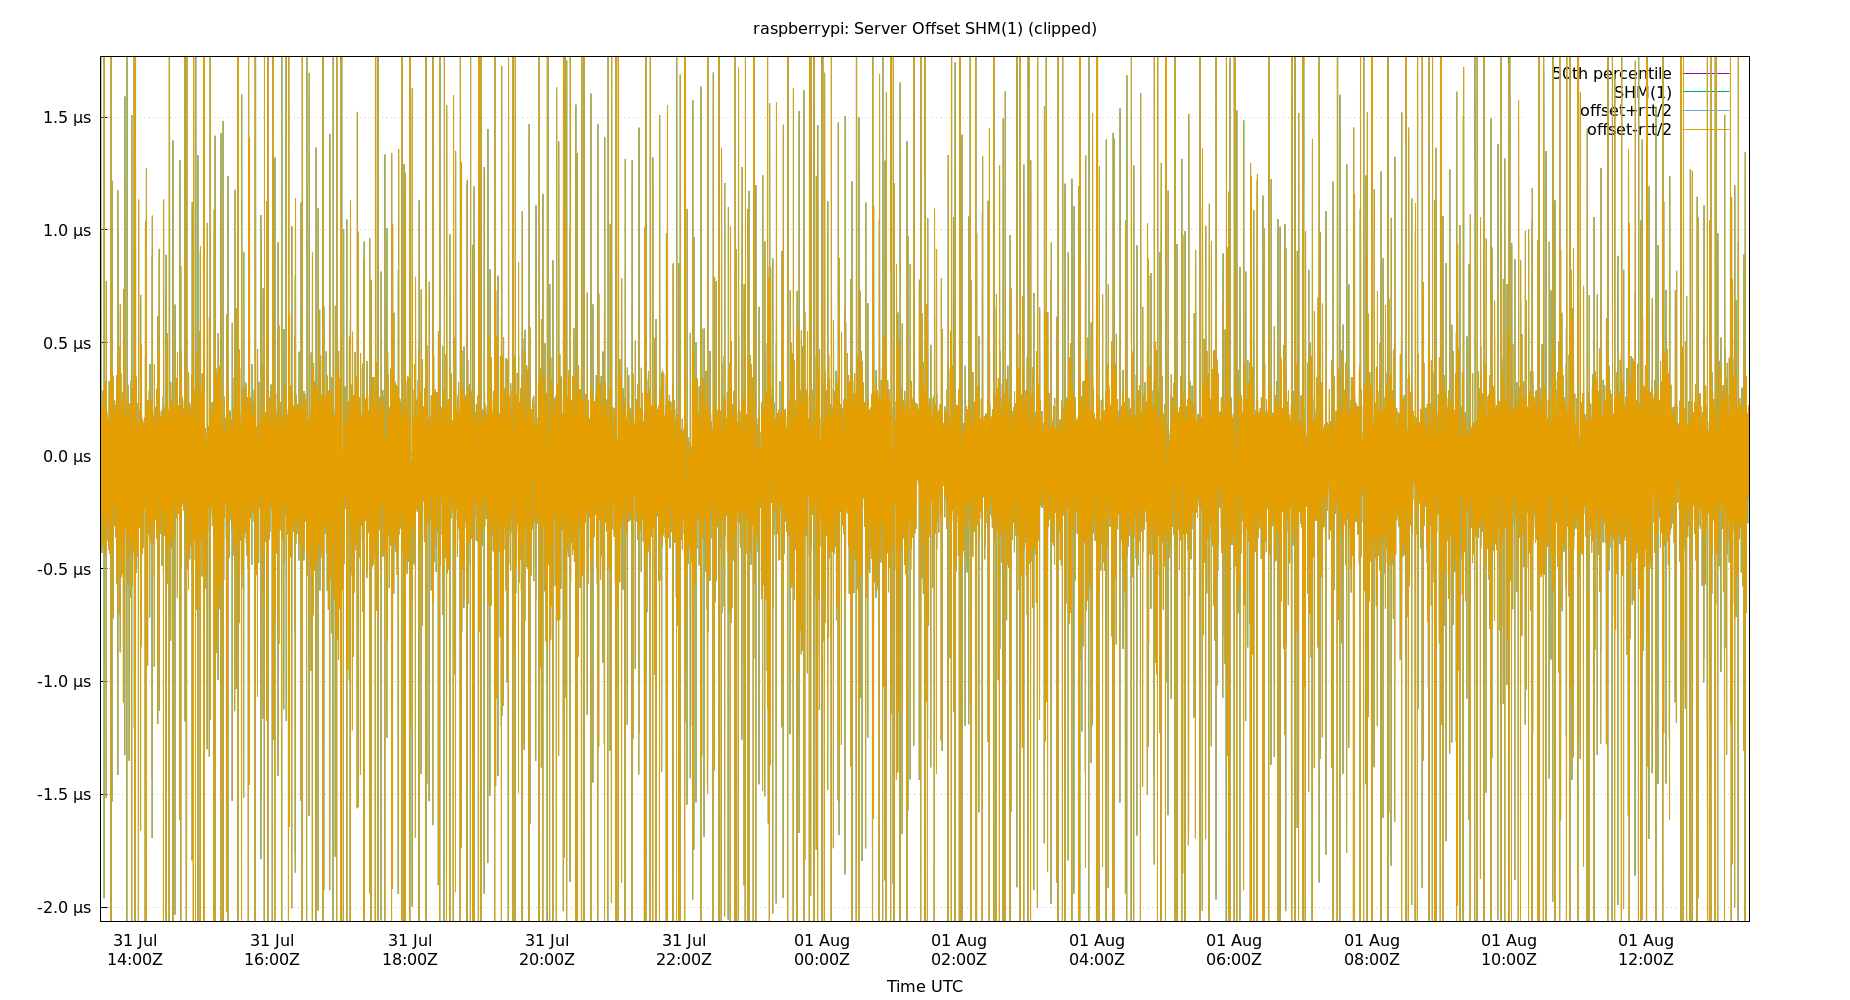 raspberrypi: Server Offset SHM(1) (clipped)
50th percentile
SHM(1)
offset+rtt/2
offset-rtt/2
1.5 µs
1.0 µs
0.5 µs
0.0 µs
-0.5 µs
-1.0 µs
-1.5 µs
-2.0 µs
31 Jul 31 Jul 31 Jul 31 Jul 31 Jul 01 Aug 01 Aug 01 Aug 01 Aug 01 Aug 01 Aug 01 Aug
14:00Z 16:00Z 18:00Z 20:00Z 22:00Z 00:00Z 02:00Z 04:00Z 06:00Z 08:00Z 10:00Z 12:00Z
Time UTC